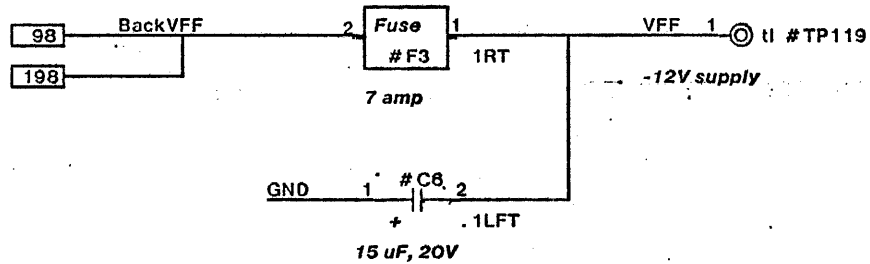 98 BackVFF 2 Fuse 1 VFF 1 tl #TP119
#F3 1RT
198
7 amp -12V supply
GND 1 #C6 2
+ .1LFT
15 uF, 20V